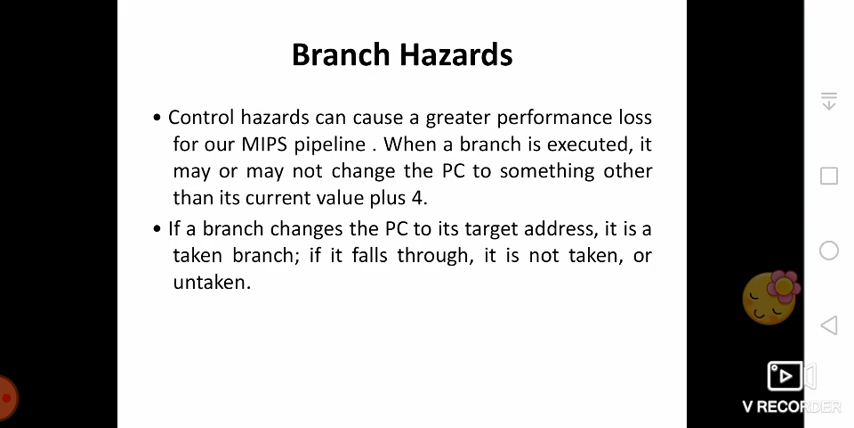 Branch Hazards
• Control hazards can cause a greater performance loss
for our MIPS pipeline . When a branch is executed, it
may or may not change the PC to something other
than its current value plus 4.
• If a branch changes the PC to its target address, it is a
taken branch; if it falls through, it is not taken, or
untaken.
V RECORDER